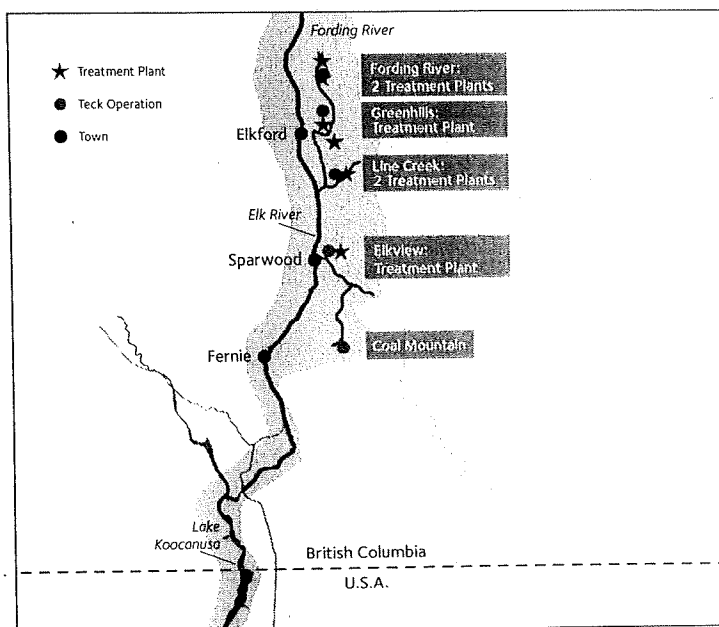 Fording River
Treatment Plant
Teck Operation
Town
Fording River:
2 Treatment Plants
Greenhills:
Treatment Plant
Elkford
Line Creek:
2 Treatment Plants
Elk River
Elkview:
Treatment Plant
Sparwood
Coal Mountain
Fernie
Lake
Koocanusa
British Columbia
U.S.A.